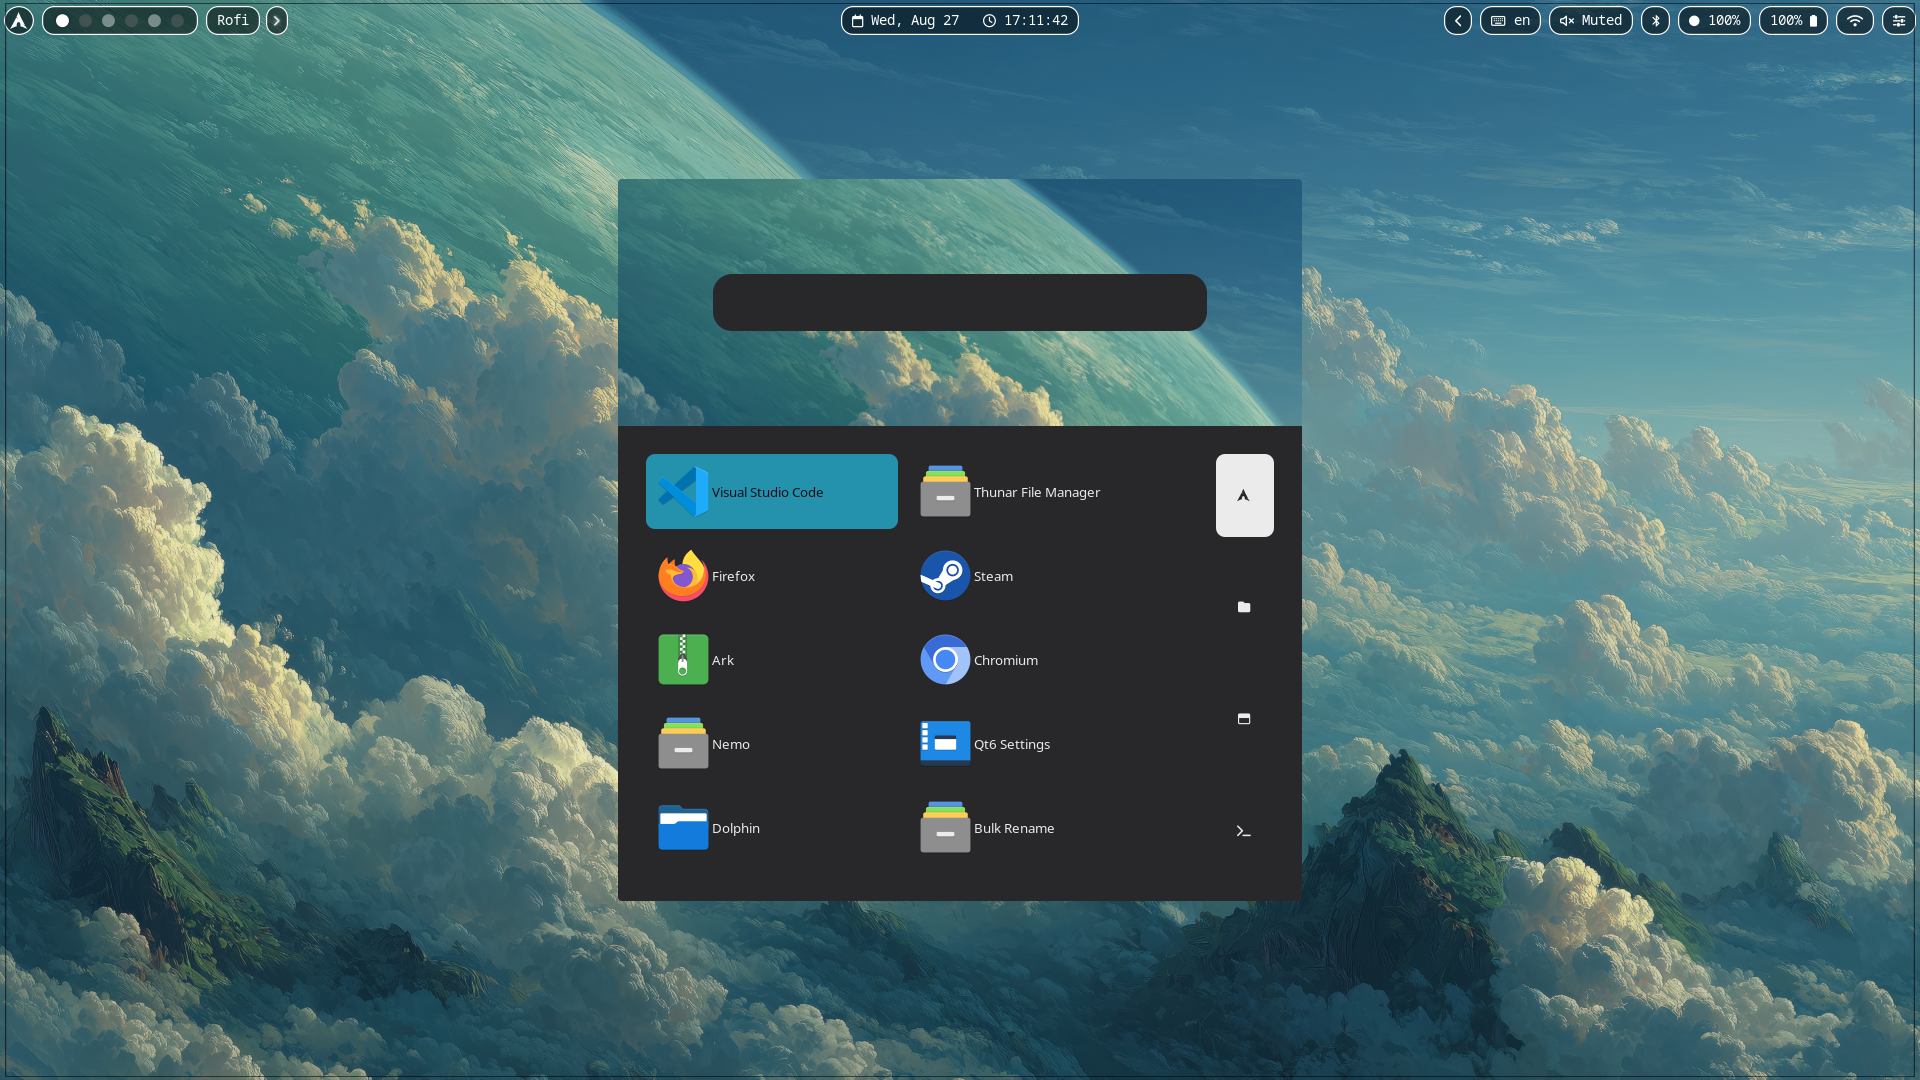 Rofi
Wed, Aug 27 17:11:42
en
Muted
100%
100%
Visual Studio Code
Thunar File Manager
Firefox
Steam
Ark
Chromium
Nemo
Qt6 Settings
Dolphin
Bulk Rename